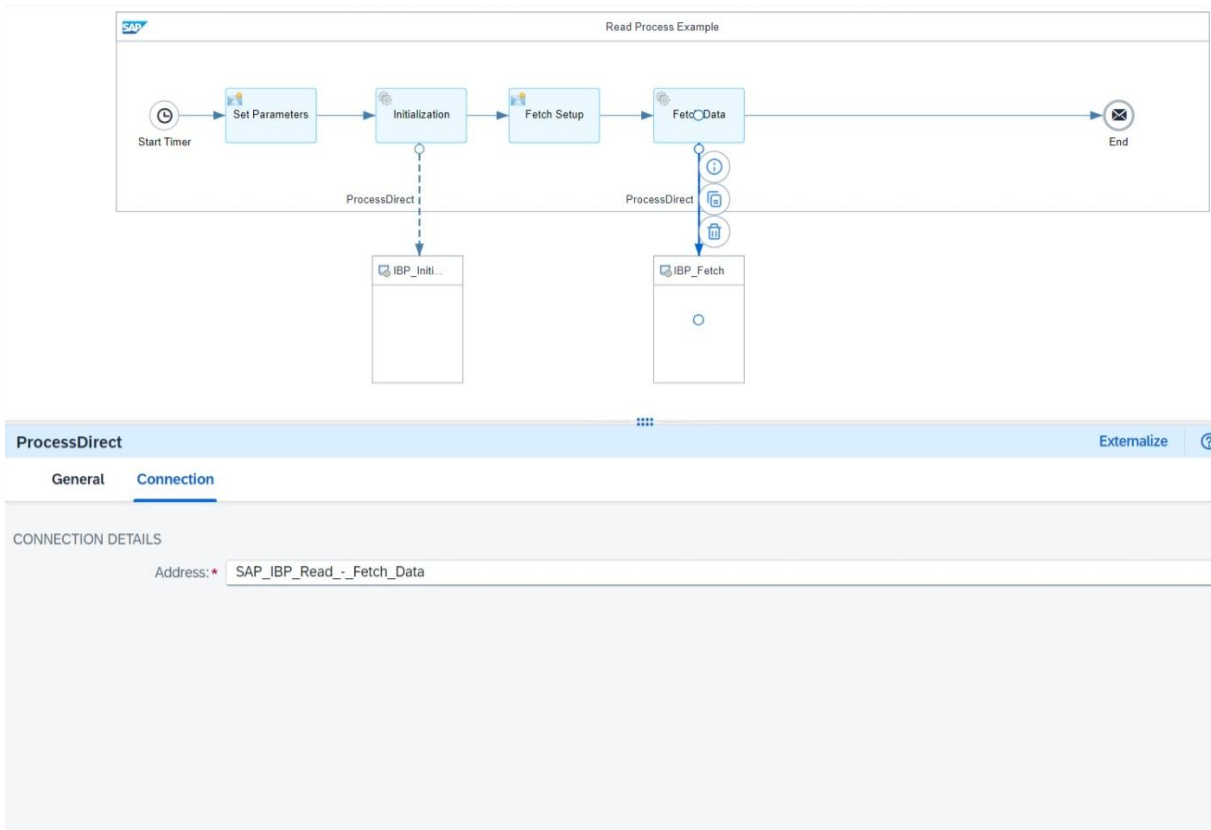 SAP
Read Process Example
Set Parameters
Initialization
Fetch Setup
Fetch Data
Start Timer
End
ProcessDirect
ProcessDirect
IBP_Initi...
IBP_Fetch
ProcessDirect
Externalize
General
Connection
CONNECTION DETAILS
Address:*
SAP_IBP_Read_-_Fetch_Data